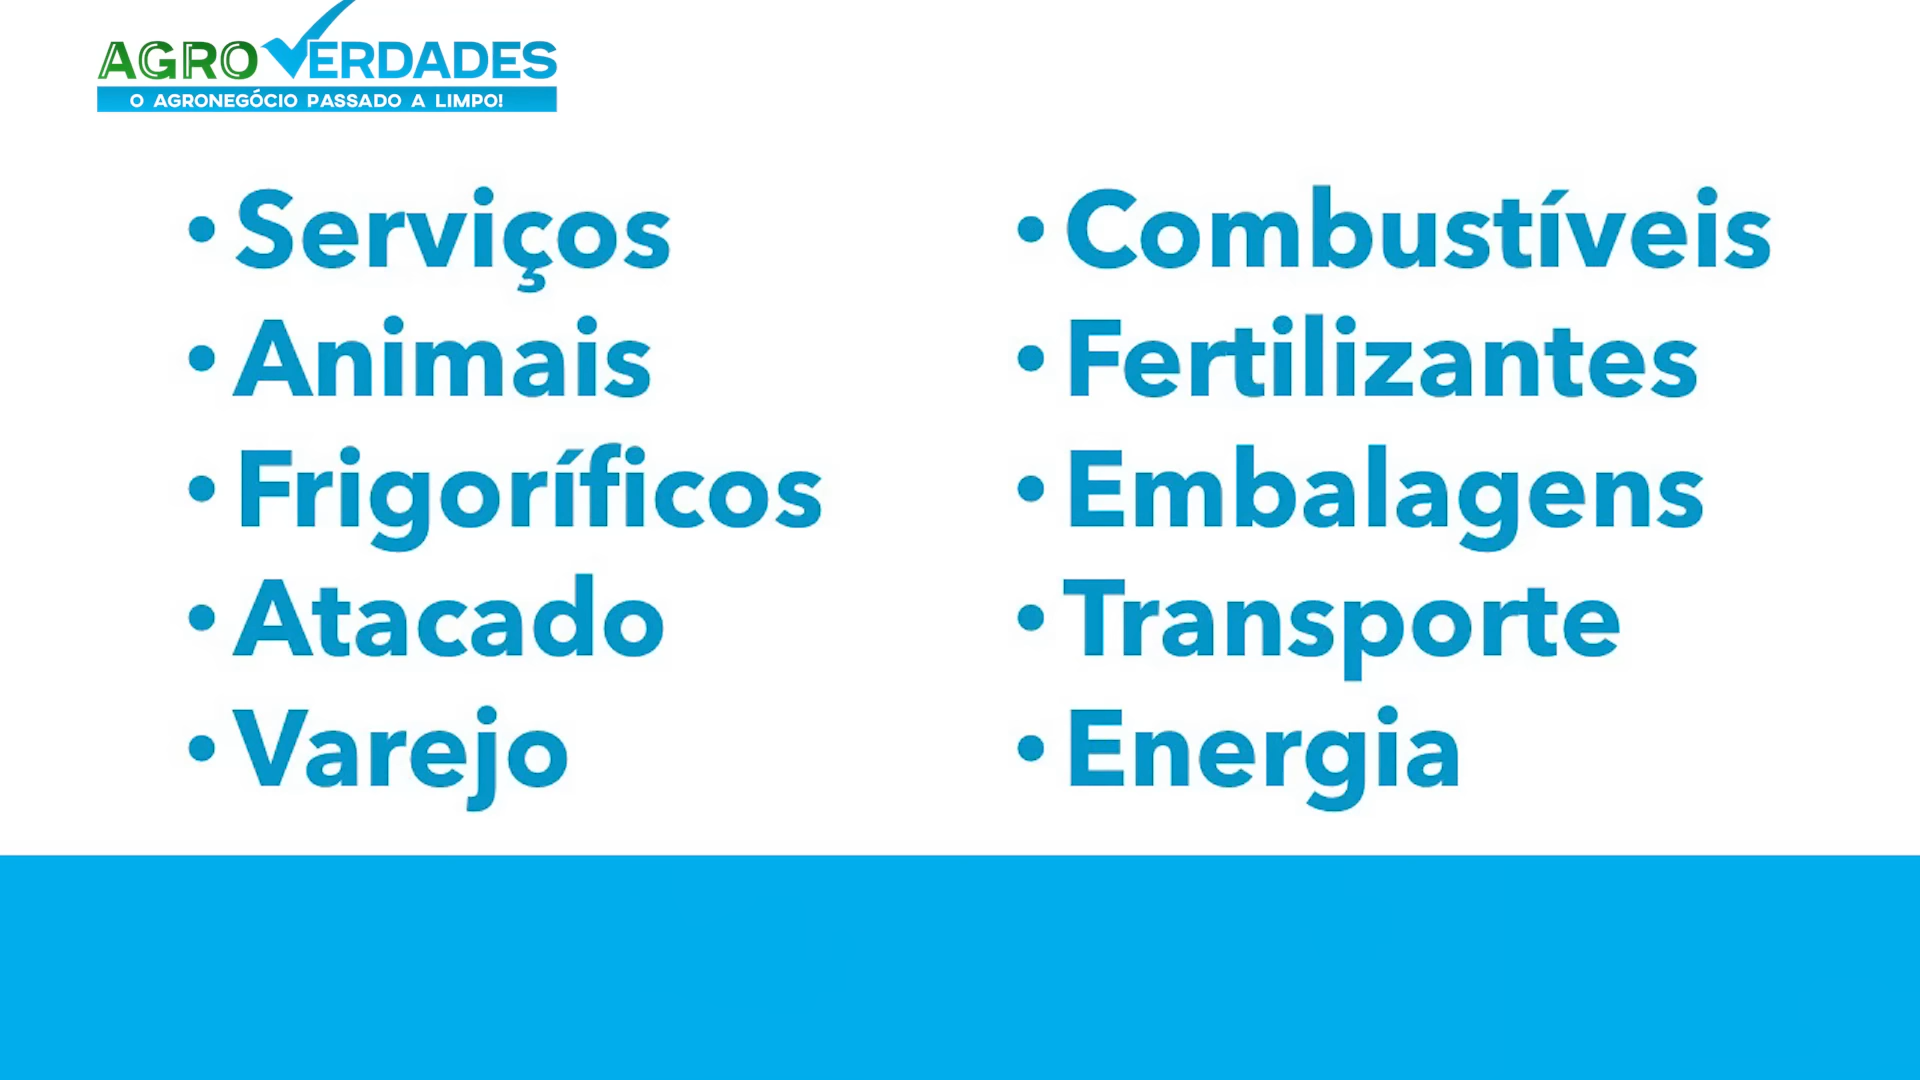 AGROVERDADES
O AGRONEGÓCIO PASSADO A LIMPO!
• Serviços
• Animais
• Frigoríficos
• Atacado
• Varejo
• Combustíveis
• Fertilizantes
• Embalagens
• Transporte
• Energia